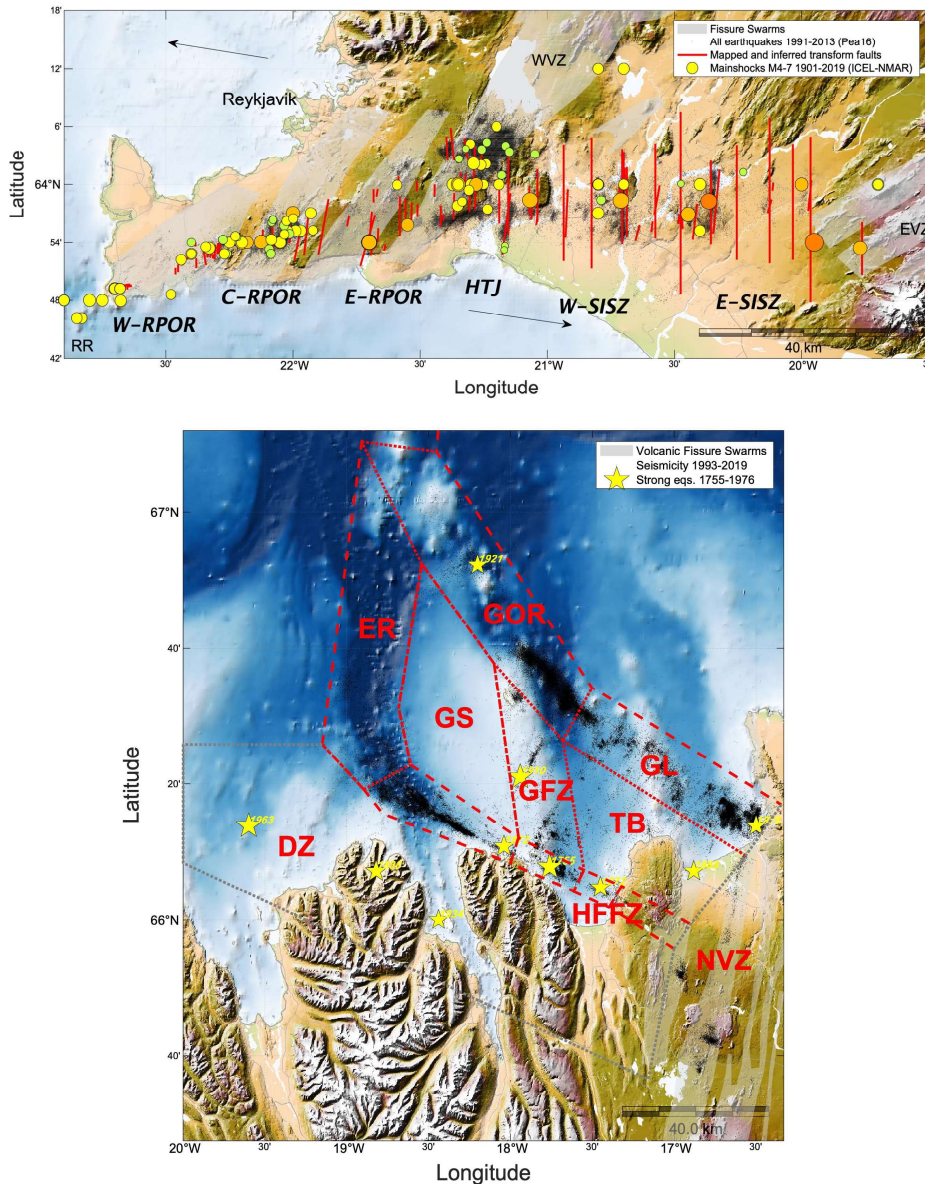 18'
Fissure Swarms
All earthquakes 1991-2013 (Pea16)
Mapped and inferred transform faults
Mainshocks M4-7 1901-2019 (ICEL-NMAR)
12'
WVZ
Reykjavik
6'
64°N
Latitude
54'
EVZ
HTJ
W-SISZ
E-SISZ
E-RPOR
C-RPOR
W-RPOR
48'
RR
40 km
42'
30'
22°W
30'
21°W
30'
20°W
30'
Longitude
Volcanic Fissure Swarms
Seismicity 1993-2019
Strong eqs. 1755-1976
67°N
1921
GOR
ER
40'
GS
GL
GFZ
20'
TB
1963
DZ
HFFZ
66°N
NVZ
Latitude
40'
40.0 km
20°W
30'
19°W
30'
18°W
30'
17°W
30'
Longitude